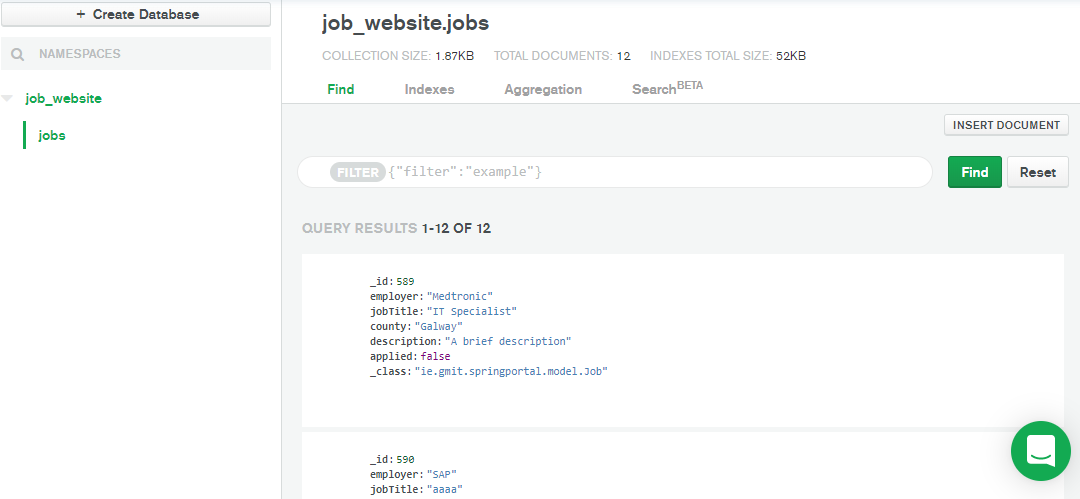 + Create Database
NAMESPACES
job_website
jobs
job_website.jobs
COLLECTION SIZE: 1.87KB TOTAL DOCUMENTS: 12 INDEXES TOTAL SIZE: 52KB
Find Indexes Aggregation SearchBETA
INSERT DOCUMENT
FILTER {"filter":"example"} Find Reset
QUERY RESULTS 1-12 OF 12
_id:589
employer:"Medtronic"
jobTitle:"IT Specialist"
county:"Galway"
description:"A brief description"
applied:false
_class:"ie.gmit.springportal.model.Job"
_id:590
employer:"SAP"
jobTitle:"aaaa"